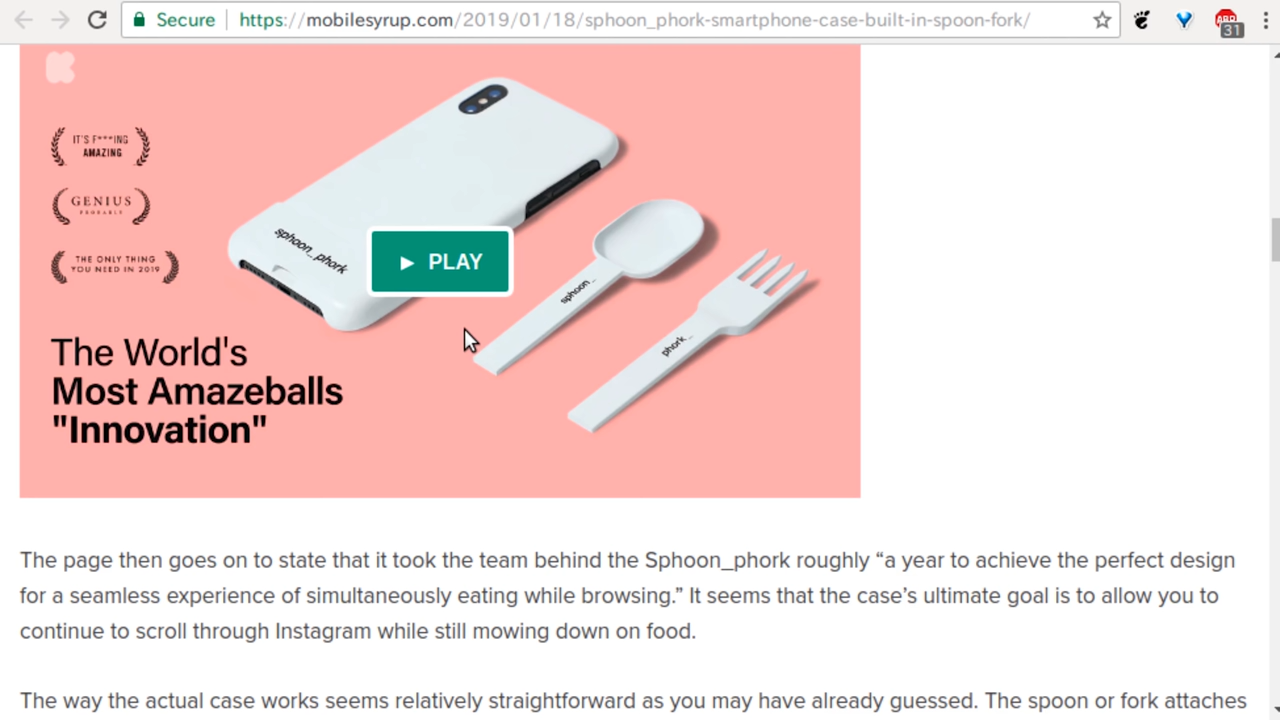 Secure https://mobilesyrup.com/2019/01/18/sphoon_phork-smartphone-case-built-in-spoon-fork/
ABP
31
IT'S F***ING
AMAZING
GENIUS
PROBABLY
THE ONLY THING
YOU NEED IN 2019
sphoon_phork
PLAY
sphoon_
phork_
The World's
Most Amazeballs
"Innovation"
The page then goes on to state that it took the team behind the Sphoon_phork roughly “a year to achieve the perfect design
for a seamless experience of simultaneously eating while browsing.” It seems that the case’s ultimate goal is to allow you to
continue to scroll through Instagram while still mowing down on food.
The way the actual case works seems relatively straightforward as you may have already guessed. The spoon or fork attaches